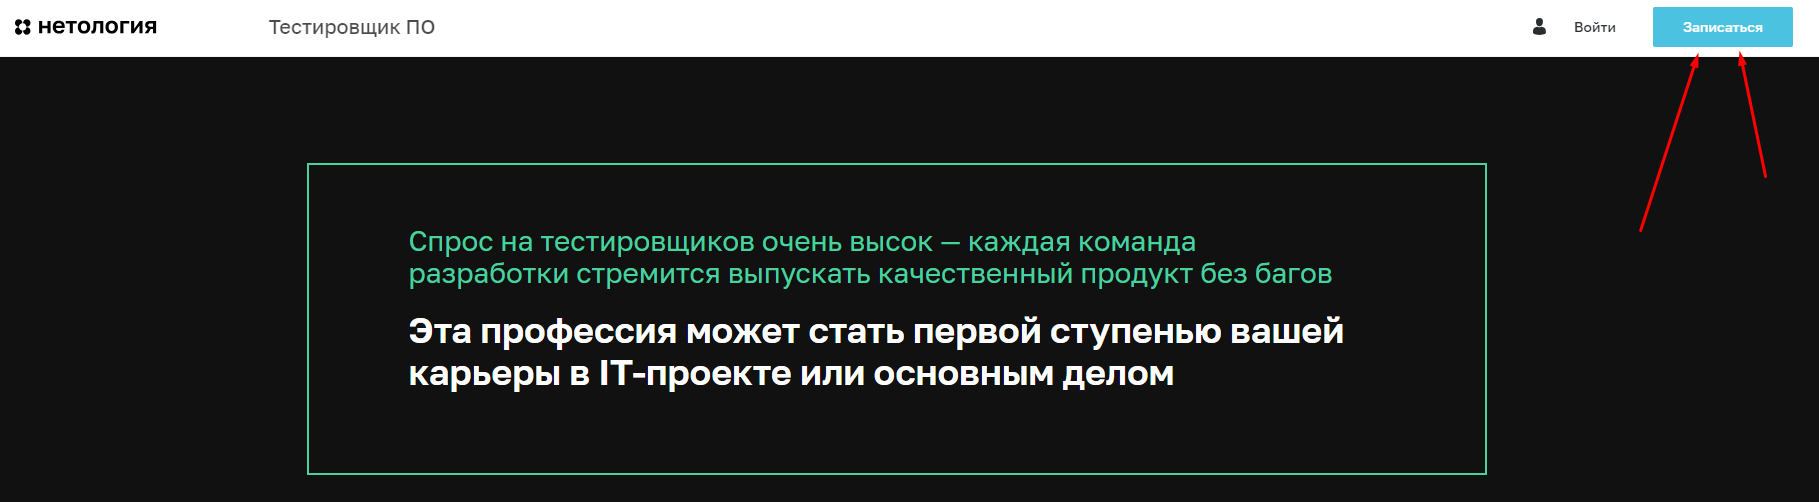 нетология
Тестировщик ПО
Войти
Записаться
Спрос на тестировщиков очень высок — каждая команда
разработки стремится выпускать качественный продукт без багов
Эта профессия может стать первой ступенью вашей
карьеры в IT-проекте или основным делом